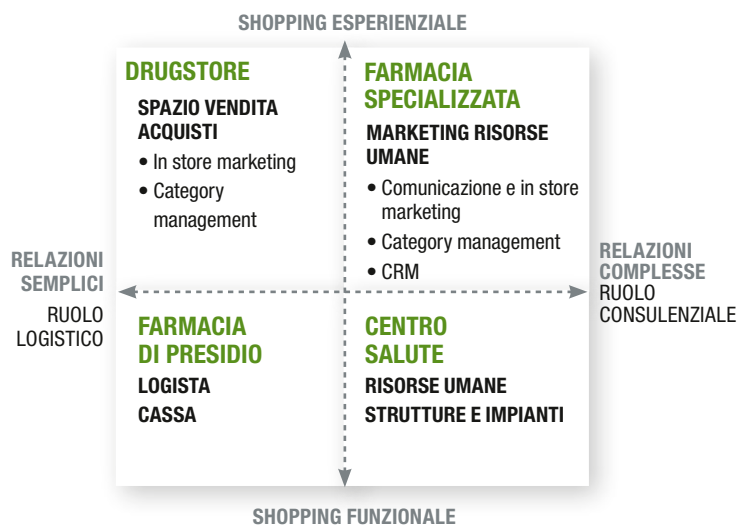 SHOPPING ESPERIENZIALE
DRUGSTORE
SPAZIO VENDITA
ACQUISTI
• In store marketing
• Category
management
FARMACIA
SPECIALIZZATA
MARKETING RISORSE
UMANE
• Comunicazione e in store
marketing
• Category management
• CRM
RELAZIONI
SEMPLICI
RUOLO
LOGISTICO
RELAZIONI
COMPLESSE
RUOLO
CONSULENZIALE
FARMACIA
DI PRESIDIO
LOGISTA
CASSA
CENTRO
SALUTE
RISORSE UMANE
STRUTTURE E IMPIANTI
SHOPPING FUNZIONALE